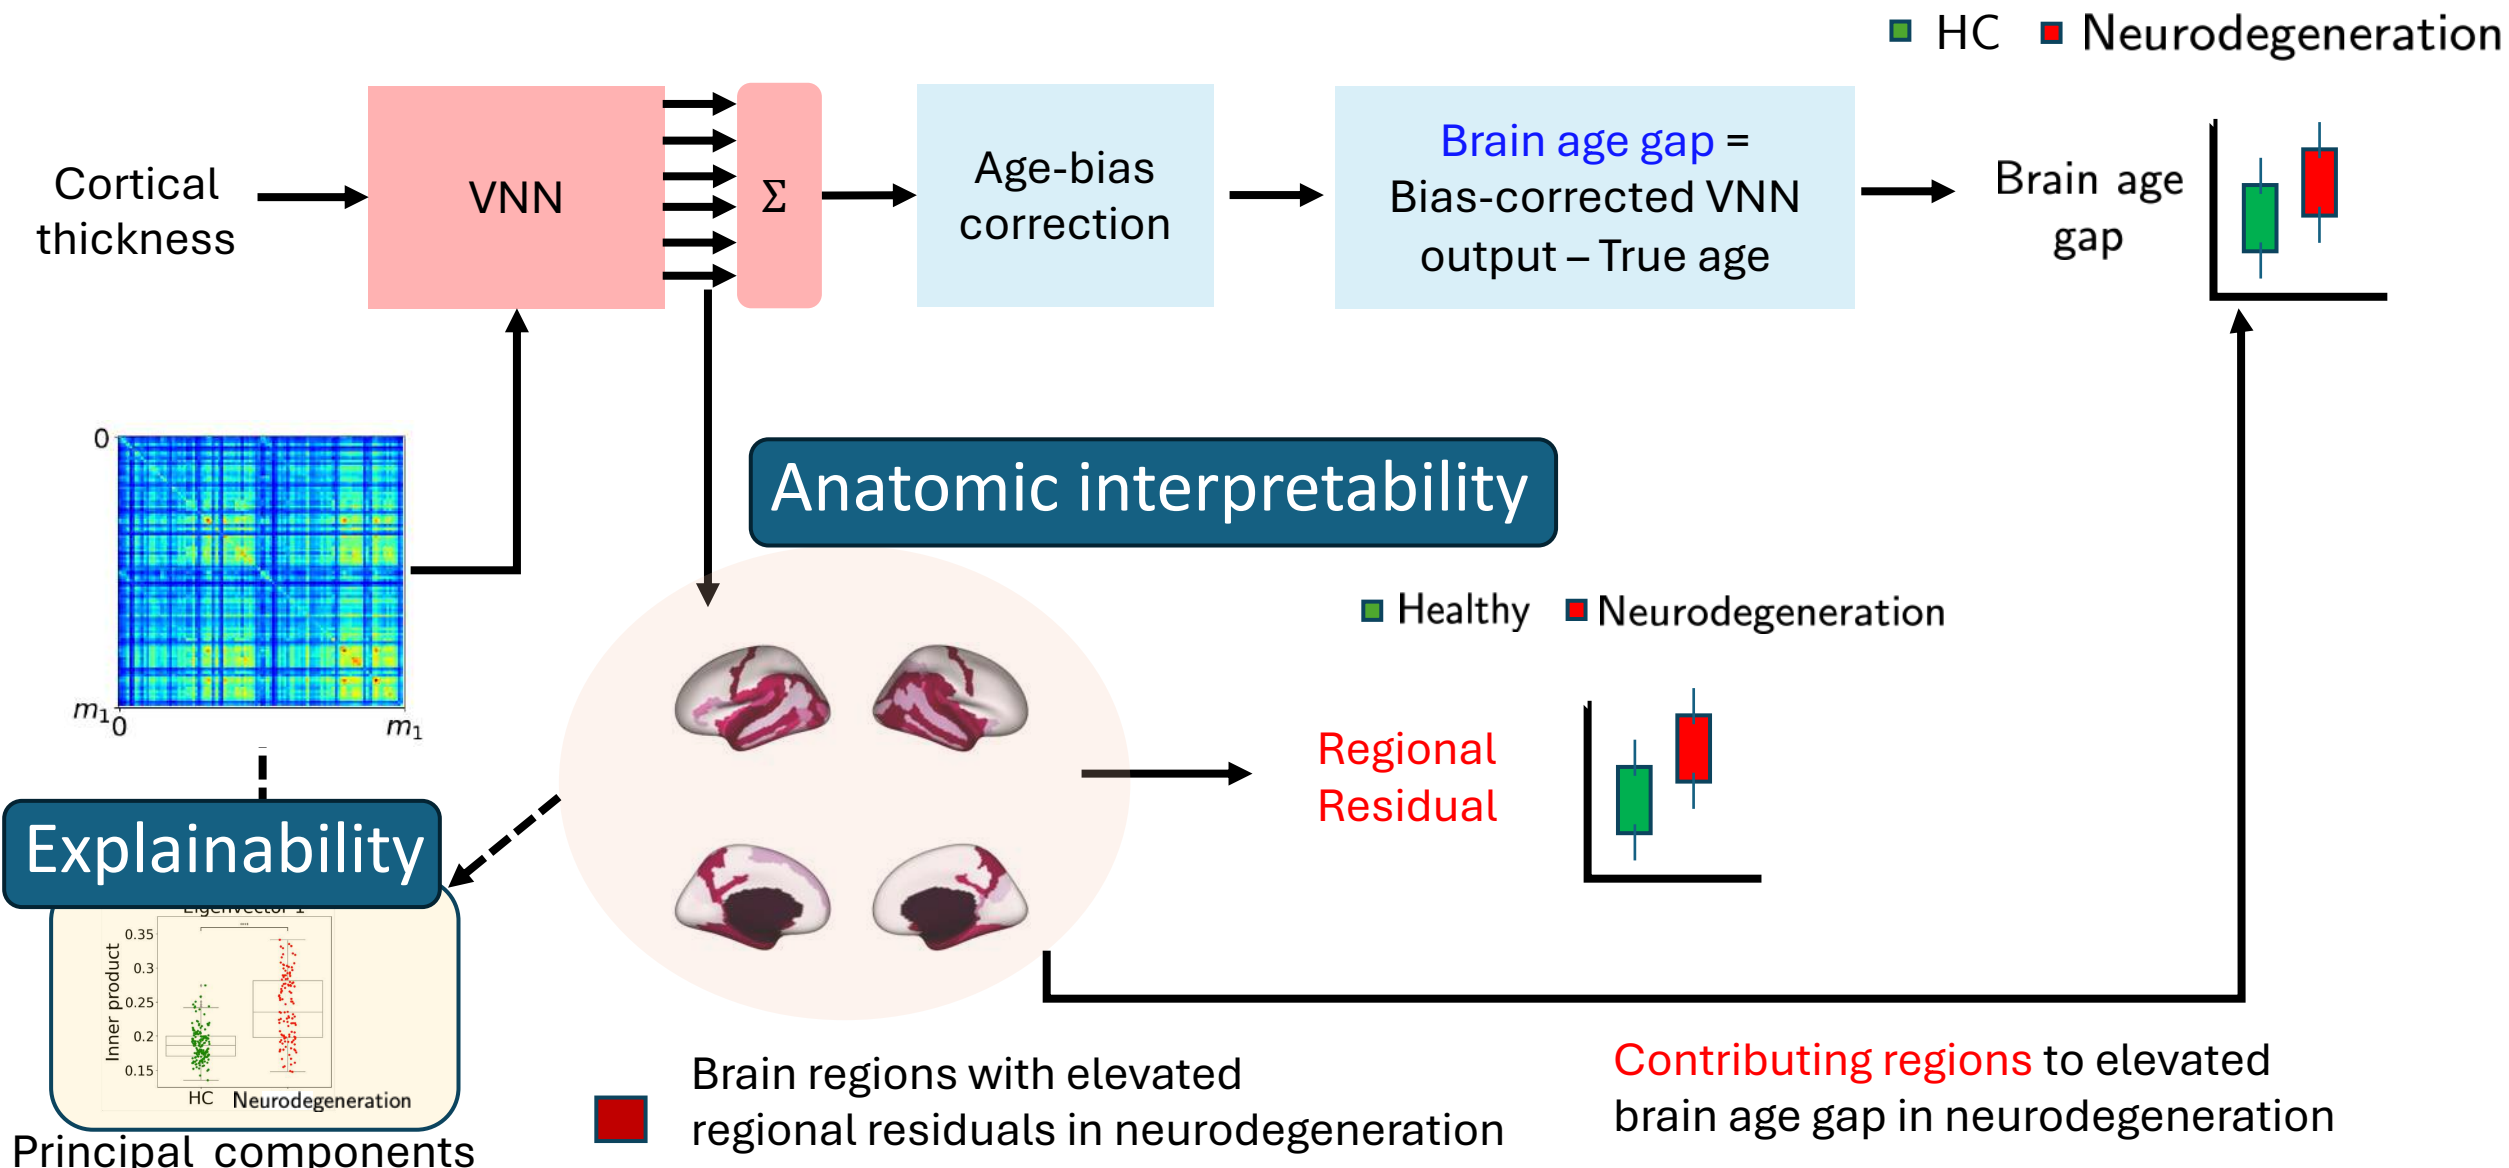 HC Neurodegeneration
Cortical
thickness
VNN
Σ
Age-bias
correction
Brain age gap =
Bias-corrected VNN
output – True age
Brain age
gap
0
m₁
0
m₁
Anatomic interpretability
Healthy Neurodegeneration
Regional
Residual
Explainability
Eigenvector 1
****
Inner product
0.35
0.3
0.25
0.2
0.15
HC Neurodegeneration
Principal components
Brain regions with elevated
regional residuals in neurodegeneration
Contributing regions to elevated
brain age gap in neurodegeneration